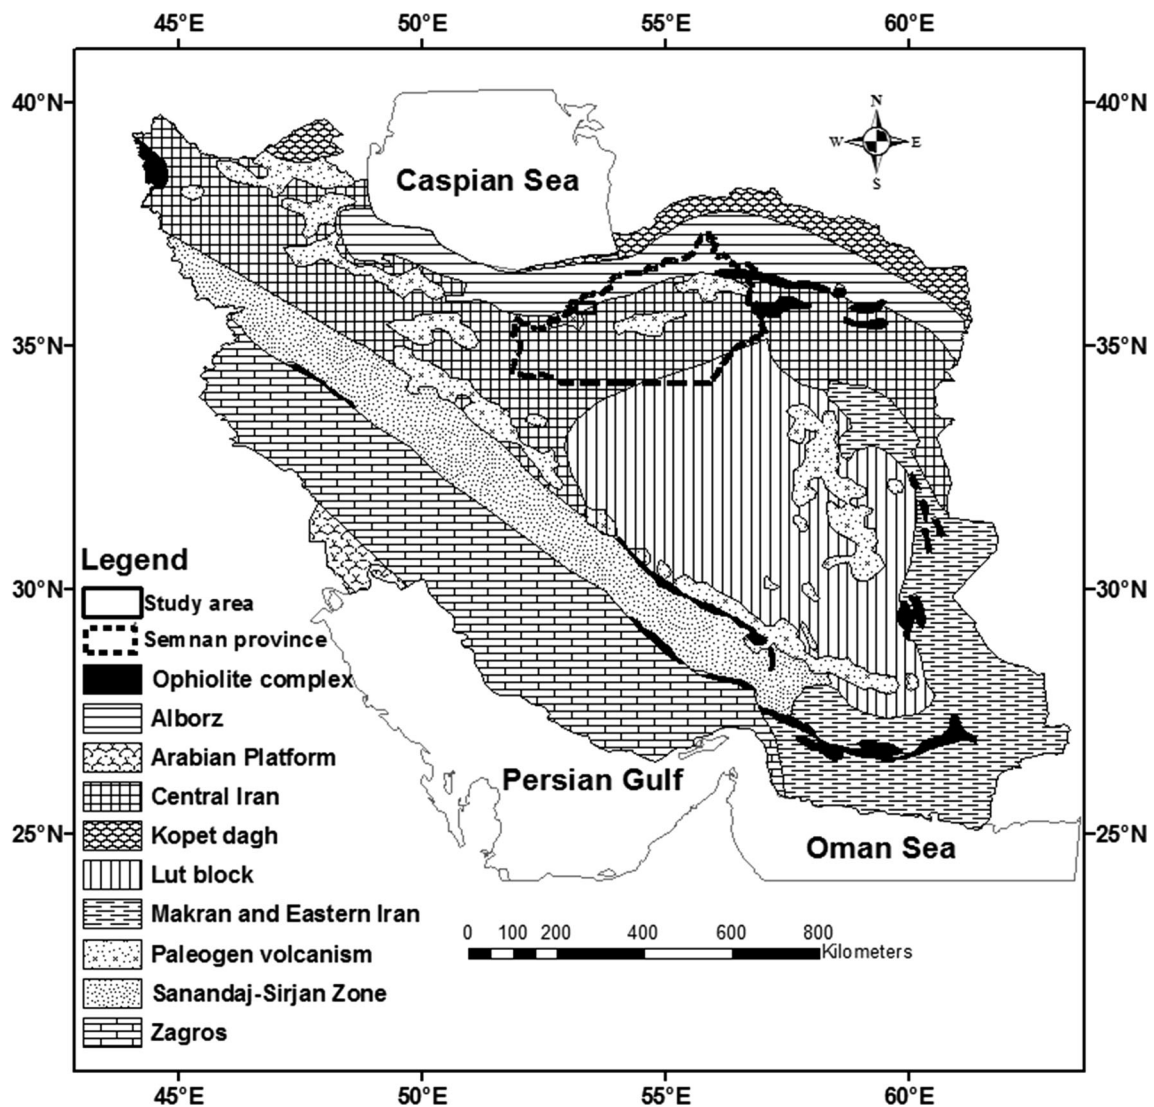 45°E 50°E 55°E 60°E
40°N 40°N
N
W E
S
Caspian Sea
35°N 35°N
30°N 30°N
Legend
Study area
Semnan province
Ophiolite complex
Alborz
Arabian Platform
Central Iran
Kopet dagh
Lut block
Makran and Eastern Iran
Paleogen volcanism
Sanandaj-Sirjan Zone
Zagros
Persian Gulf
25°N 25°N
Oman Sea
0 100 200 400 600 800
Kilometers
45°E 50°E 55°E 60°E